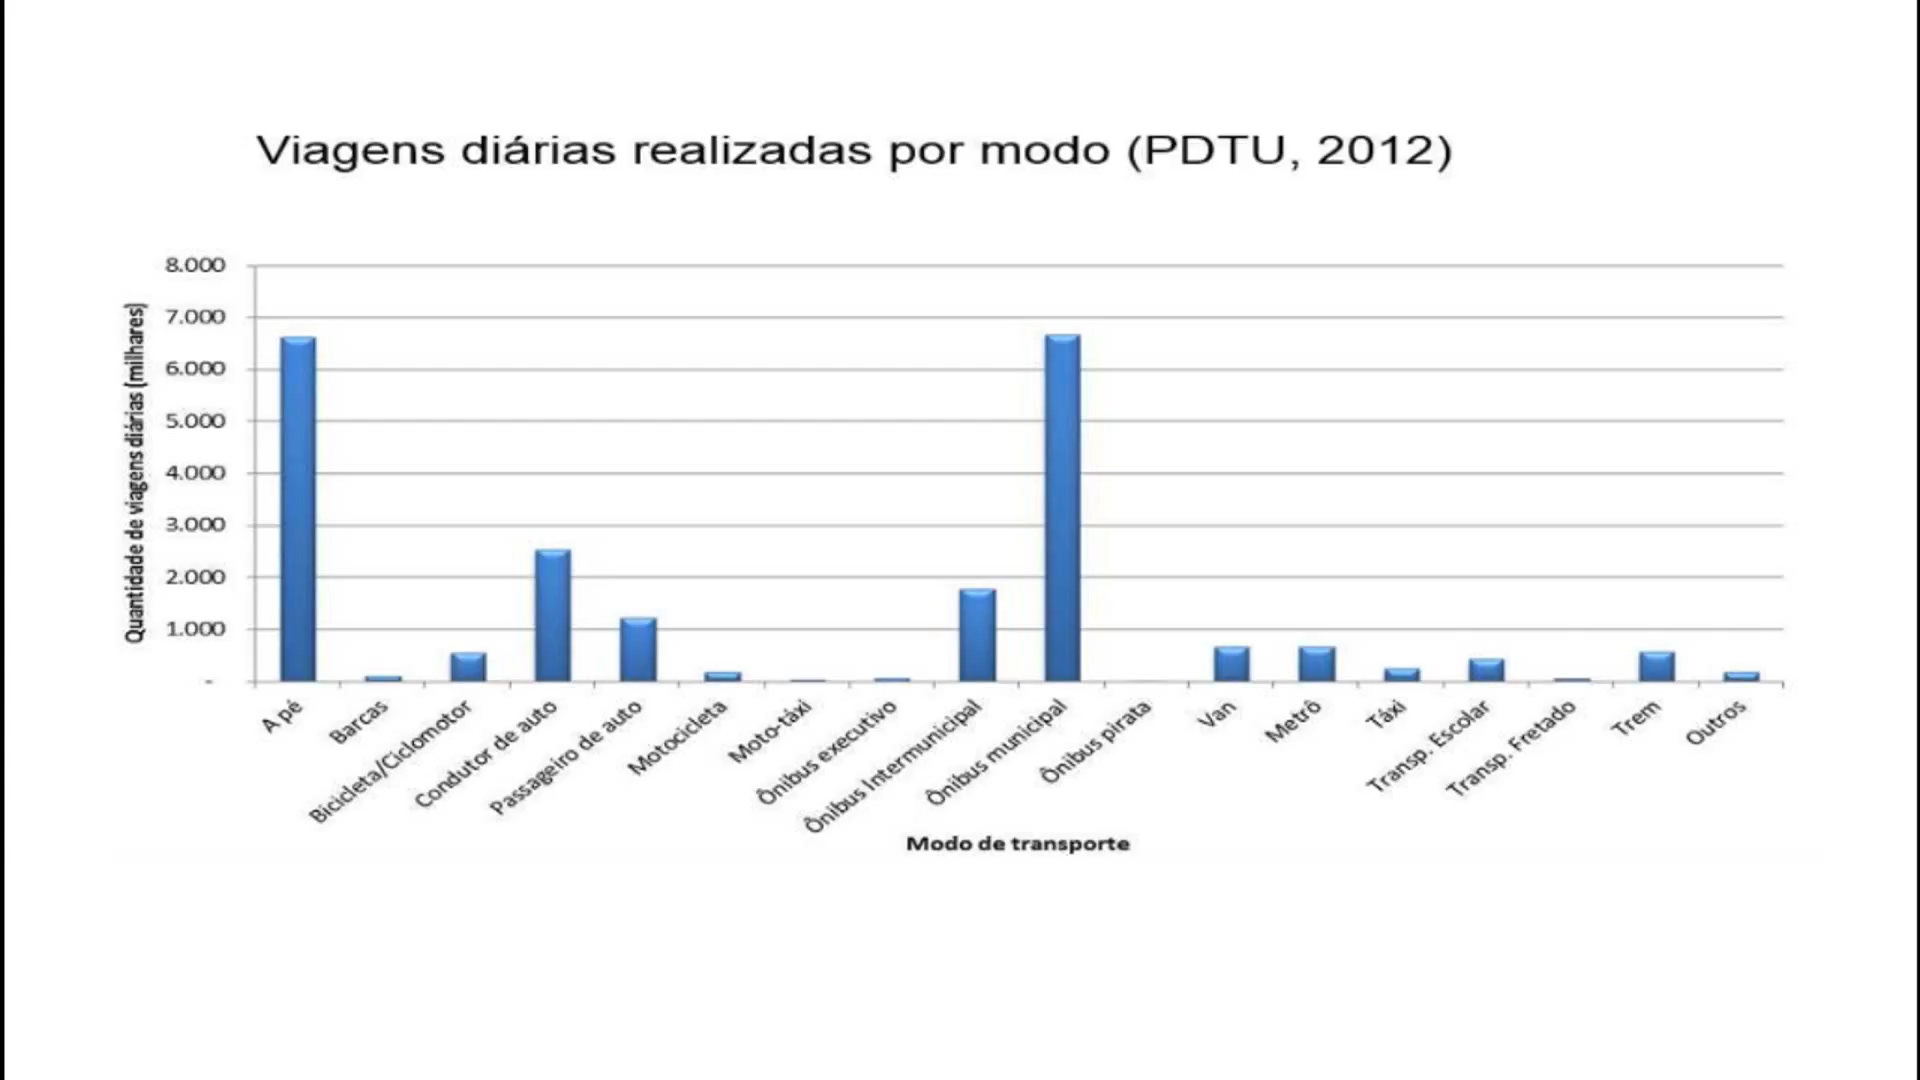 Viagens diárias realizadas por modo (PDTU, 2012)
Quantidade de viagens diárias (milhares)
8.000
7.000
6.000
5.000
4.000
3.000
2.000
1.000
-
A pé
Barcas
Bicicleta/Ciclomotor
Condutor de auto
Passageiro de auto
Motocicleta
Moto-táxi
Ônibus executivo
Ônibus Intermunicipal
Ônibus municipal
Ônibus pirata
Van
Metrô
Táxi
Transp. Escolar
Transp. Fretado
Trem
Outros
Modo de transporte